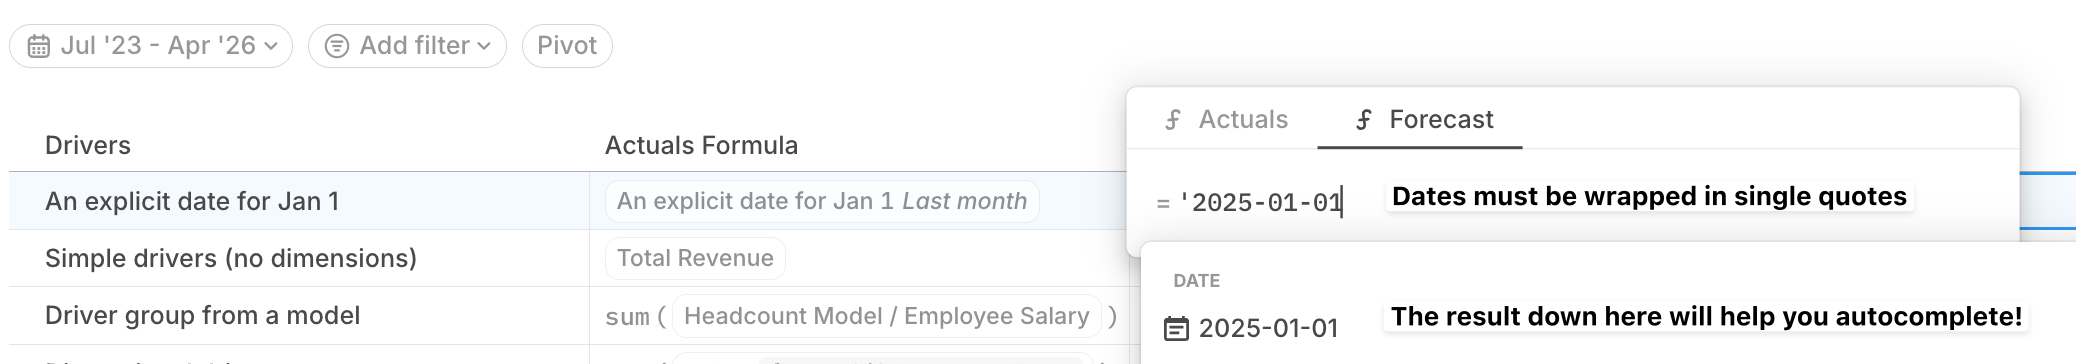 Jul '23 - Apr '26 Add filter Pivot
Actuals Forecast
Drivers Actuals Formula
An explicit date for Jan 1 An explicit date for Jan 1 Last month = '2025-01-01 Dates must be wrapped in single quotes
Simple drivers (no dimensions) Total Revenue
DATE
Driver group from a model sum ( Headcount Model / Employee Salary ) 2025-01-01 The result down here will help you autocomplete!